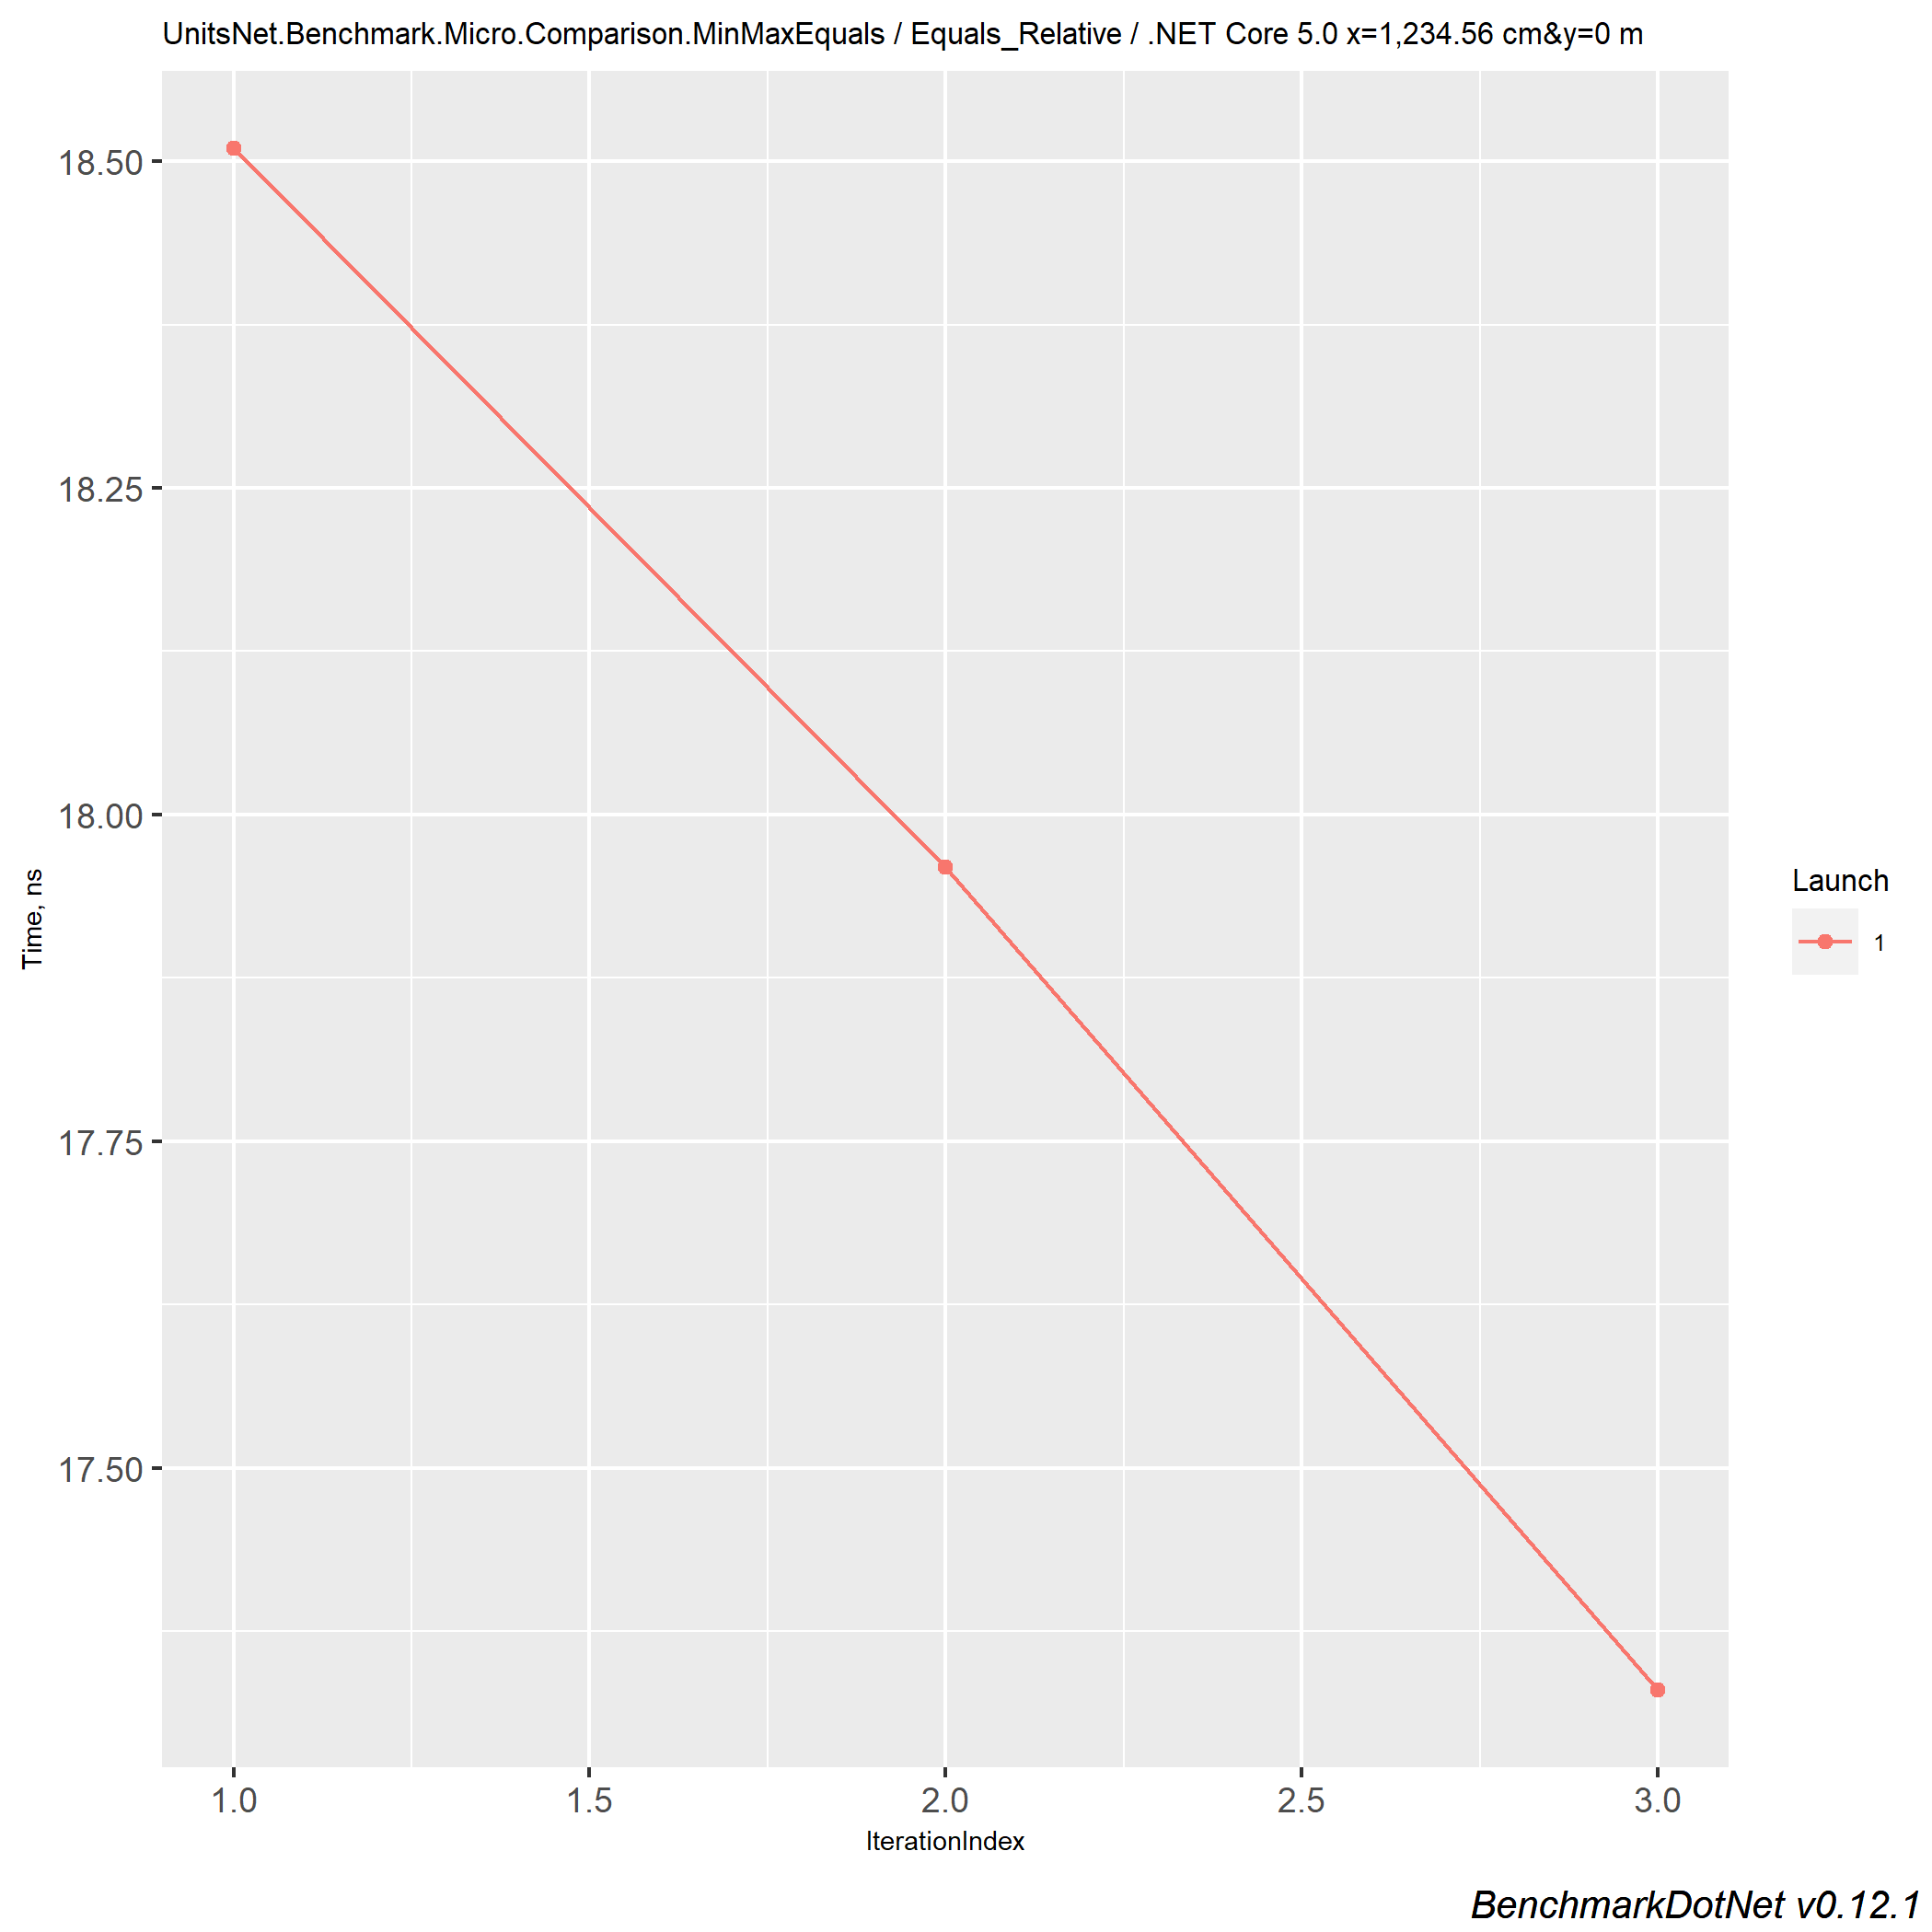 UnitsNet.Benchmark.Micro.Comparison.MinMaxEquals / Equals_Relative / .NET Core 5.0 x=1,234.56 cm&y=0 m
18.50
18.25
18.00
17.75
17.50
Time, ns
1.0 1.5 2.0 2.5 3.0
IterationIndex
Launch
1
BenchmarkDotNet v0.12.1